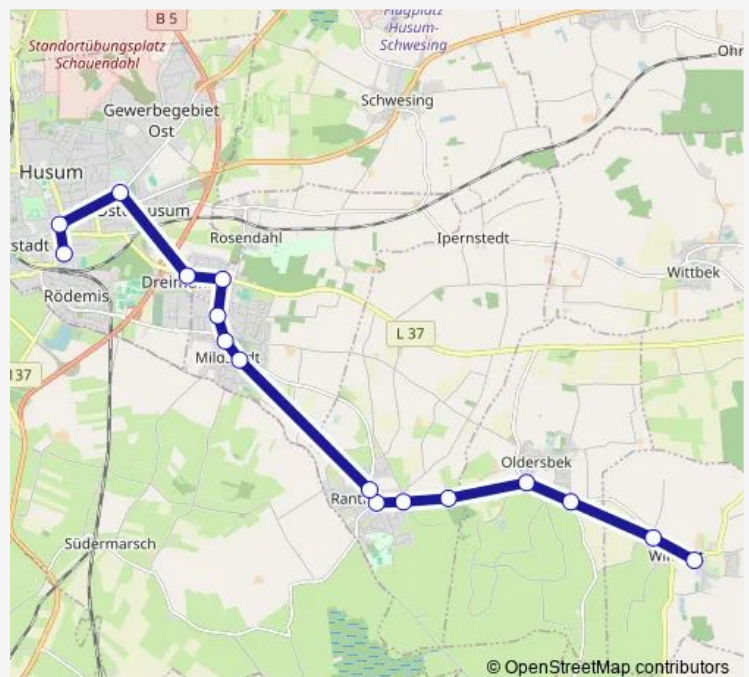 Flugplatz
Husum-
Schwesing
B 5
Standortübungsplatz
Schauendahl
Ohr
Schwesing
Gewerbegebiet
Ost
Husum
Rosendahl
Ipernstedt
Wittbek
Rödemis
L 37
Oldersbek
Südermarsch
© OpenStreetMap contributors